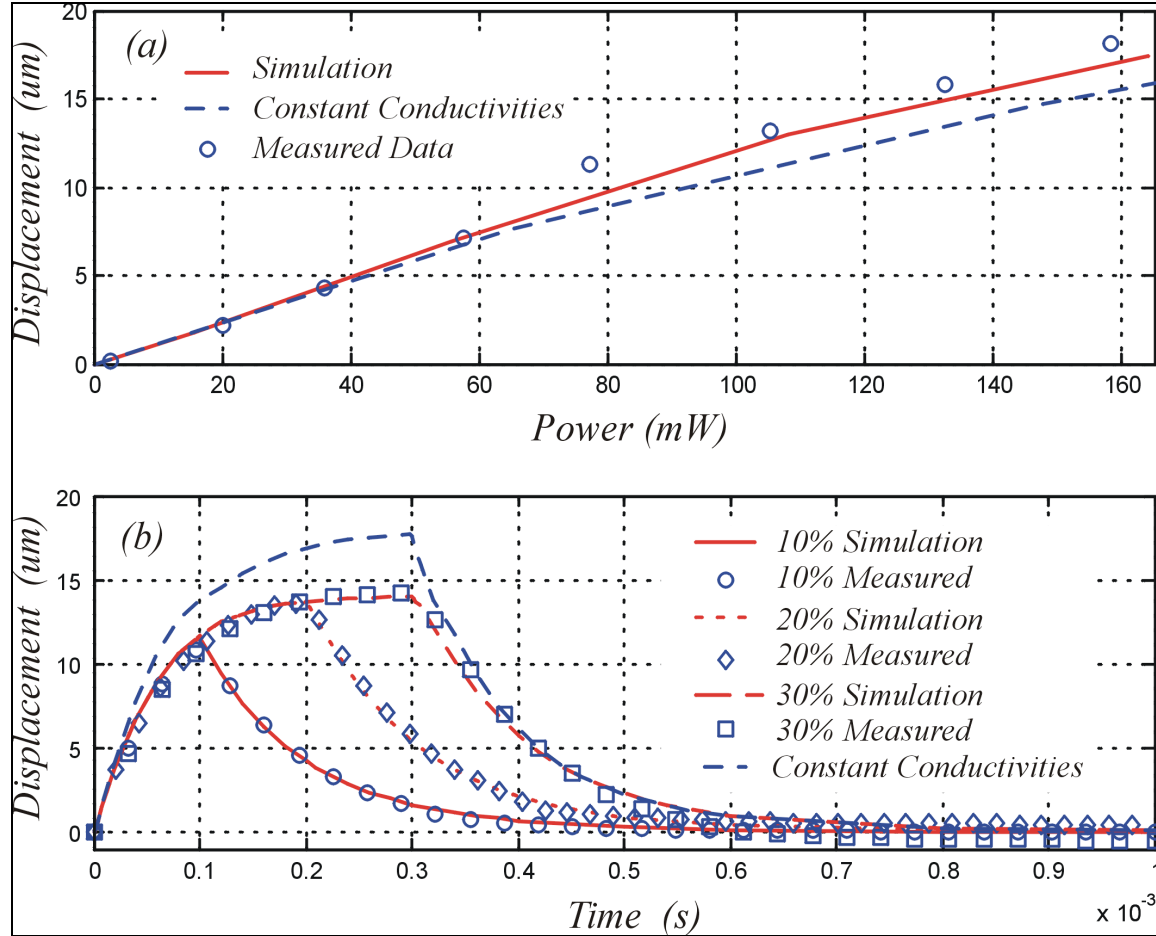 (a)
Displacement (um)
20
15
10
5
0
Simulation
Constant Conductivities
Measured Data
0 20 40 60 80 100 120 140 160
Power (mW)
(b)
Displacement (um)
20
15
10
5
0
10% Simulation
10% Measured
20% Simulation
20% Measured
30% Simulation
30% Measured
Constant Conductivities
0 0.1 0.2 0.3 0.4 0.5 0.6 0.7 0.8 0.9 1
x 10⁻³
Time (s)